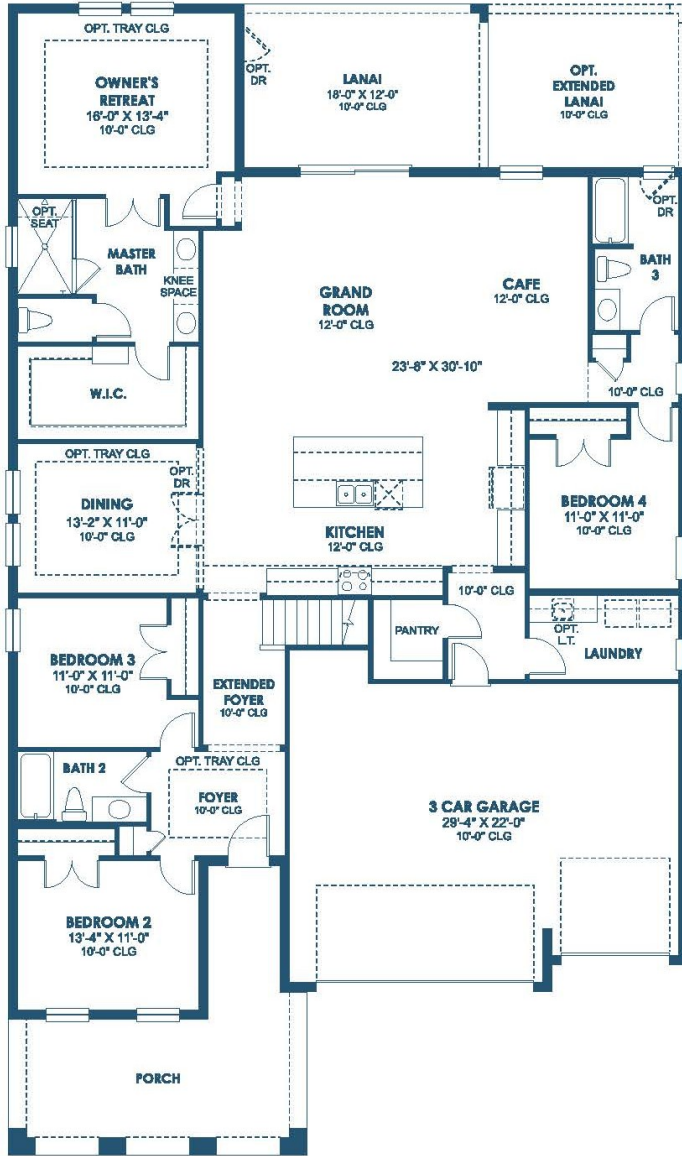 OPT. TRAY CLG
OWNER'S
RETREAT
16'-0" X 13'-4"
10'-0" CLG
OPT.
DR
LANAI
18'-0" X 12'-0"
10'-0" CLG
OPT.
EXTENDED
LANAI
10'-0" CLG
OPT.
SEAT
MASTER
BATH
KNEE
SPACE
GRAND
ROOM
12'-0" CLG
CAFE
12'-0" CLG
OPT.
DR
BATH
3
23'-8" X 30'-10"
10'-0" CLG
W.I.C.
OPT. TRAY CLG
OPT.
DR
DINING
13'-2" X 11'-0"
10'-0" CLG
KITCHEN
12'-0" CLG
BEDROOM 4
11'-0" X 11'-0"
10'-0" CLG
10'-0" CLG
PANTRY
OPT.
L.T.
LAUNDRY
BEDROOM 3
11'-0" X 11'-0"
10'-0" CLG
EXTENDED
FOYER
10'-0" CLG
BATH 2
OPT. TRAY CLG
FOYER
10'-0" CLG
3 CAR GARAGE
29'-4" X 22'-0"
10'-0" CLG
BEDROOM 2
13'-4" X 11'-0"
10'-0" CLG
PORCH